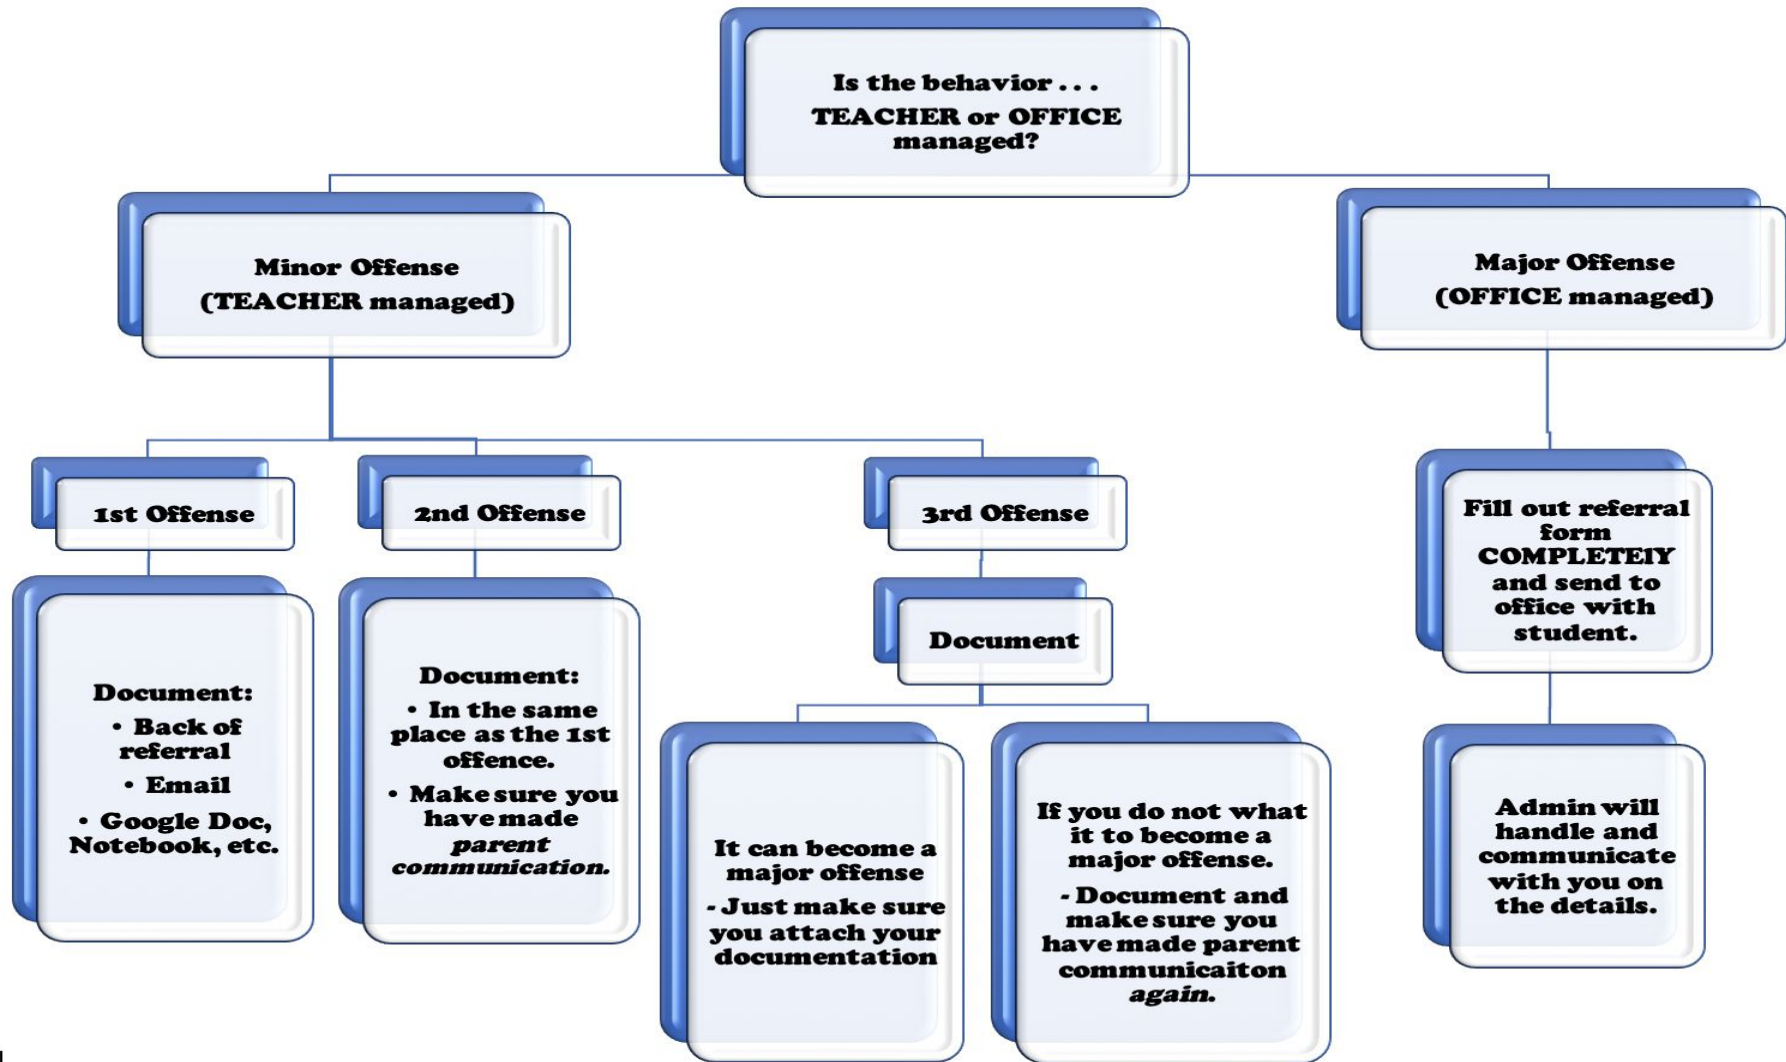 Is the behavior . . .
TEACHER or OFFICE
managed?
Minor Offense
(TEACHER managed)
Major Offense
(OFFICE managed)
1st Offense
2nd Offense
3rd Offense
Document:
• Back of
referral
• Email
• Google Doc,
Notebook, etc.
Document:
• In the same
place as the 1st
offence.
• Make sure you
have made
parent
communication.
Document
It can become a
major offense
- Just make sure
you attach your
documentation
If you do not what
it to become a
major offense.
- Document and
make sure you
have made parent
communicaiton
again.
Fill out referral
form
COMPLETElY
and send to
office with
student.
Admin will
handle and
communicate
with you on
the details.